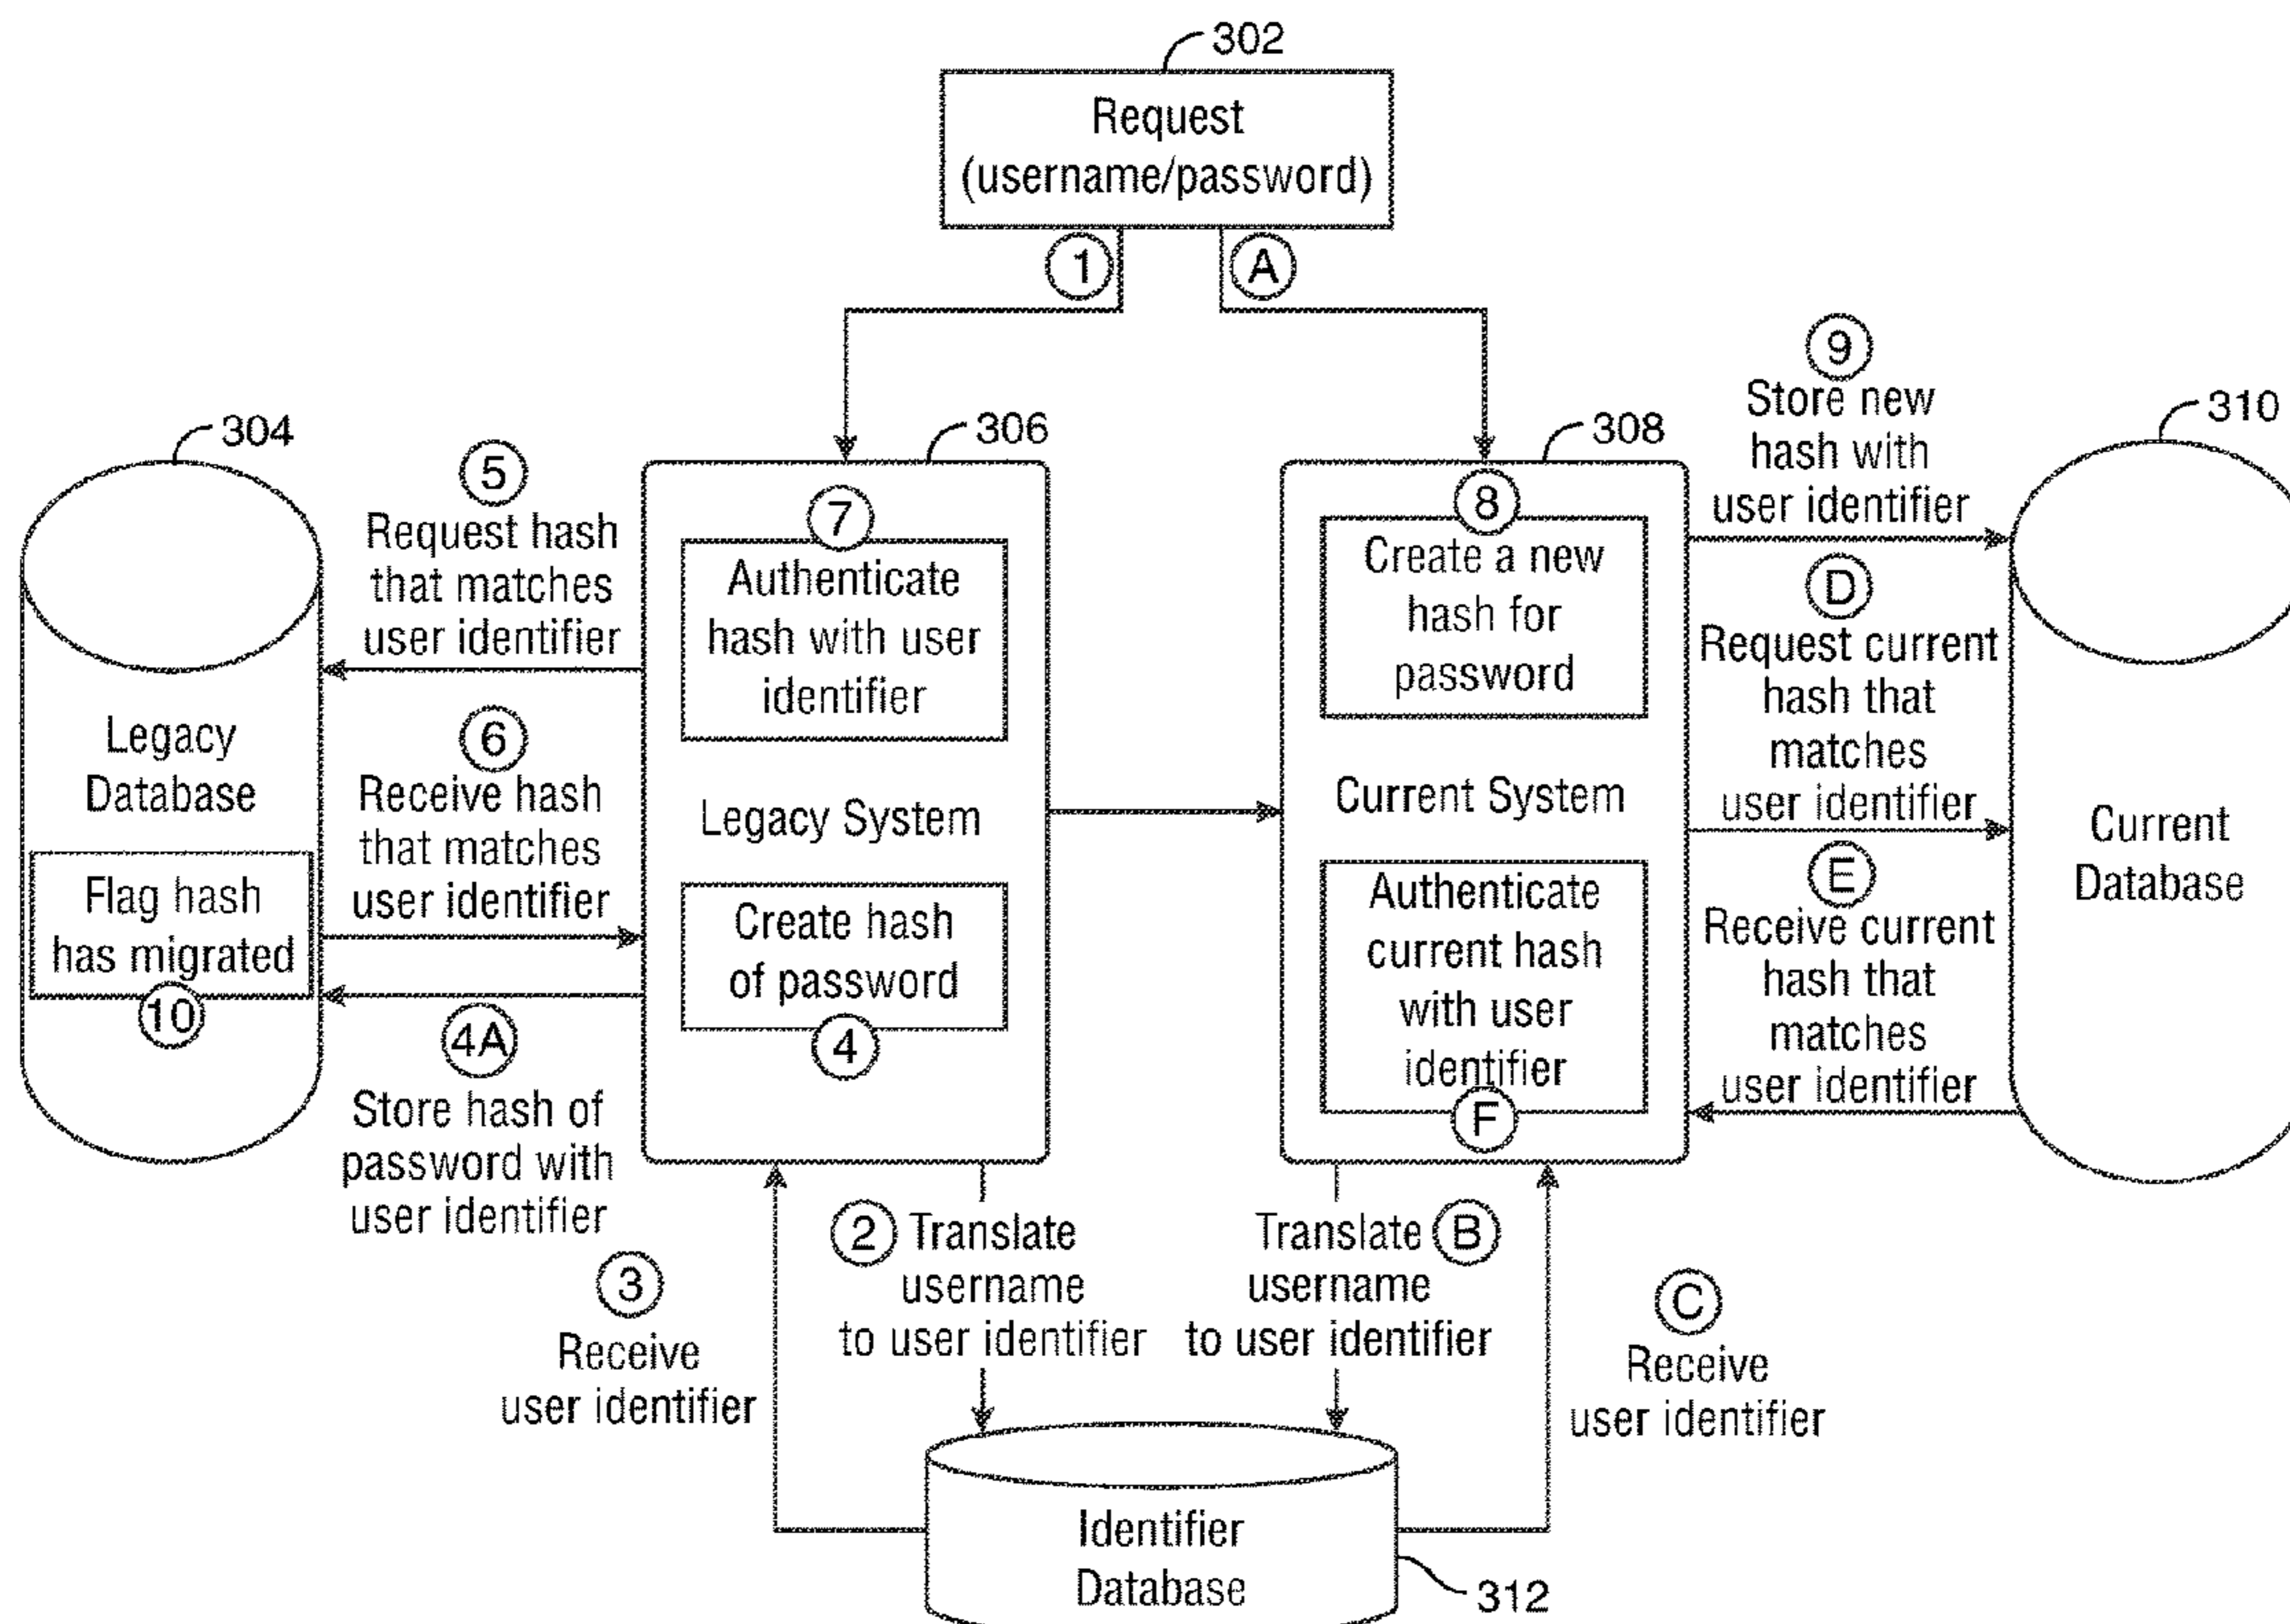 302
Request
(username/password)
1
A
304
5
Request hash
that matches
user identifier
Legacy
Database
6
Receive hash
that matches
user identifier
Flag hash
has migrated
10
4A
Store hash of
password with
user identifier
306
7
Authenticate
hash with user
identifier
Legacy System
Create hash
of password
4
308
8
Create a new
hash for
password
Current System
Authenticate
current hash
with user
identifier
F
9
Store new
hash with
user identifier
D
Request current
hash that
matches
user identifier
E
Receive current
hash that
matches
user identifier
310
Current
Database
3
Receive
user identifier
2 Translate
username
to user identifier
Translate B
username
to user identifier
C
Receive
user identifier
Identifier
Database
312